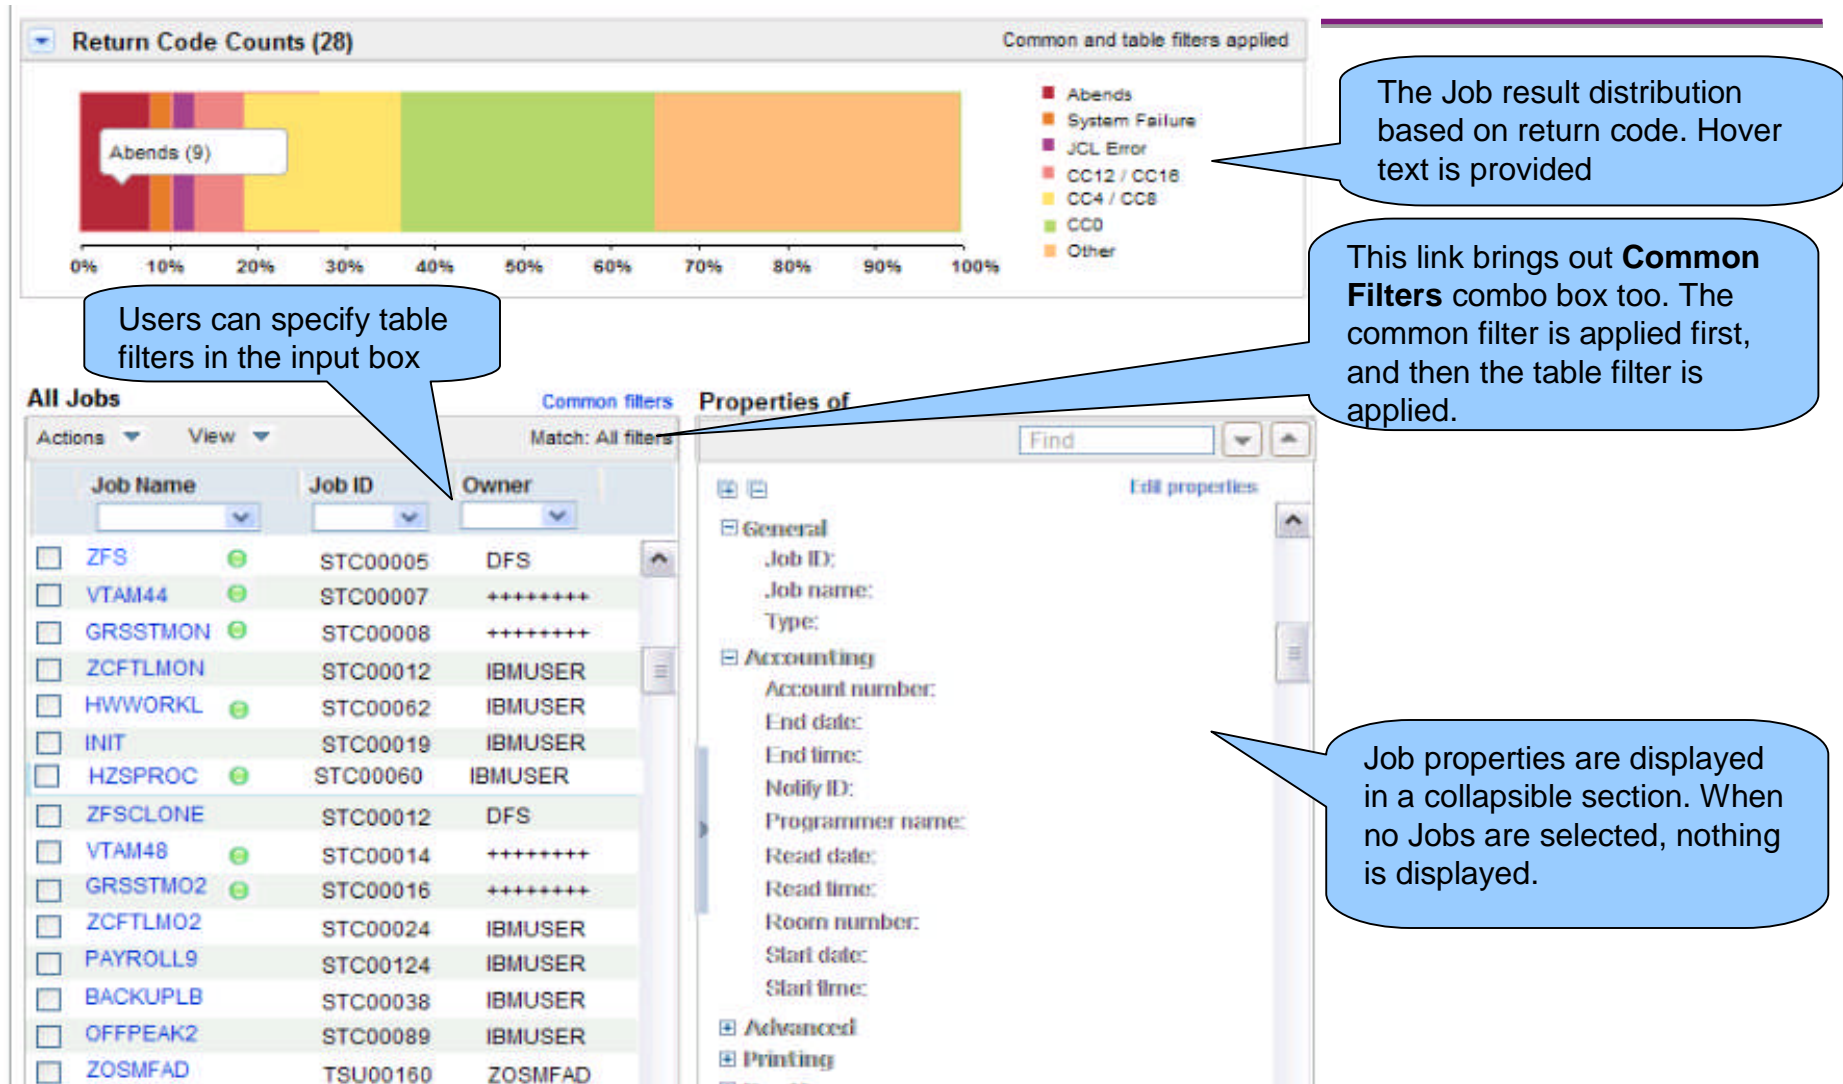 Return Code Counts (28)
Common and table filters applied
Abends (9)
Abends
System Failure
JCL Error
CC12 / CC16
CC4 / CC8
CC0
Other
0% 10% 20% 30% 40% 50% 60% 70% 80% 90% 100%
The Job result distribution
based on return code. Hover
text is provided
This link brings out Common
Filters combo box too. The
common filter is applied first,
and then the table filter is
applied.
Users can specify table
filters in the input box
All Jobs
Common filters
Actions View Match: All filters
Job Name Job ID Owner
ZFS STC00005 DFS
VTAM44 STC00007 ++++++++
GRSSTMON STC00008 ++++++++
ZCFTLMON STC00012 IBMUSER
HWWORKL STC00062 IBMUSER
INIT STC00019 IBMUSER
HZSPROC STC00060 IBMUSER
ZFSCLONE STC00012 DFS
VTAM48 STC00014 ++++++++
GRSSTMO2 STC00016 ++++++++
ZCFTLMO2 STC00024 IBMUSER
PAYROLL9 STC00124 IBMUSER
BACKUPLB STC00038 IBMUSER
OFFPEAK2 STC00089 IBMUSER
ZOSMFAD TSU00160 ZOSMFAD
Properties of
Find
Edit properties
General
Job ID:
Job name:
Type:
Accounting
Account number:
End date:
End time:
Notify ID:
Programmer name:
Read date:
Read time:
Room number:
Start date:
Start time:
Advanced
Printing
Job properties are displayed
in a collapsible section. When
no Jobs are selected, nothing
is displayed.